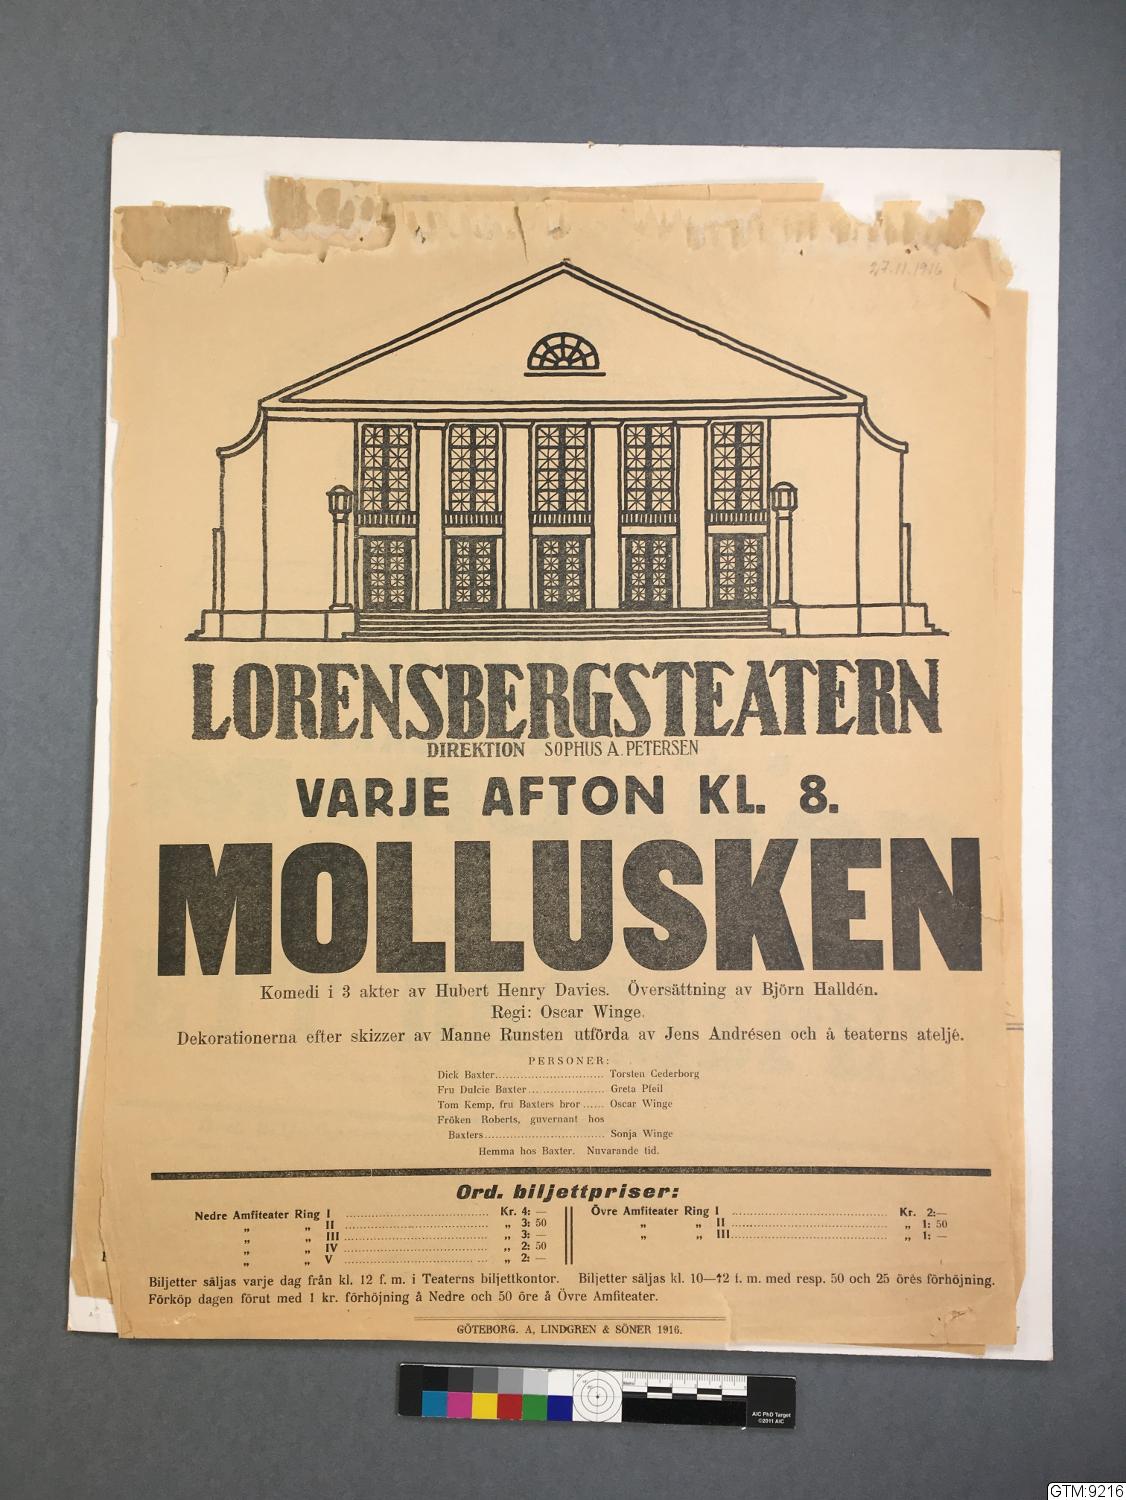 27.11.1916
LORENSBERGSTEATERN
DIREKTION SOPHUS A. PETERSEN
VARJE AFTON KL. 8.
MOLLUSKEN
Komedi i 3 akter av Hubert Henry Davies. Översättning av Björn Halldén.
Regi: Oscar Winge.
Dekorationerna efter skizzer av Manne Runsten utförda av Jens Andrésen och å teaterns ateljé.
PERSONER:
Dick Baxter.............................. Torsten Cederborg
Fru Dulcie Baxter..................... Greta Pfeil
Tom Kemp, fru Baxters bror...... Oscar Winge
Fröken Roberts, guvernant hos
Baxters................................. Sonja Winge
Hemma hos Baxter. Nuvarande tid.
Ord. biljettpriser:
Nedre Amfiteater Ring I .......................................... Kr. 4: —
„ „ II .......................................... „ 3: 50
„ „ III .......................................... „ 3: —
„ „ IV .......................................... „ 2: 50
„ „ V .......................................... „ 2: —
Övre Amfiteater Ring I .......................................... Kr. 2:—
„ „ II .......................................... „ 1: 50
„ „ III.......................................... „ 1: —
Biljetter säljas varje dag från kl. 12 f. m. i Teaterns biljettkontor. Biljetter säljas kl. 10—12 f. m. med resp. 50 och 25 öres förhöjning.
Förköp dagen förut med 1 kr. förhöjning å Nedre och 50 öre å Övre Amfiteater.
GÖTEBORG. A, LINDGREN & SÖNER 1916.
AIC PhD Target
©2011 AIC
GTM:9216